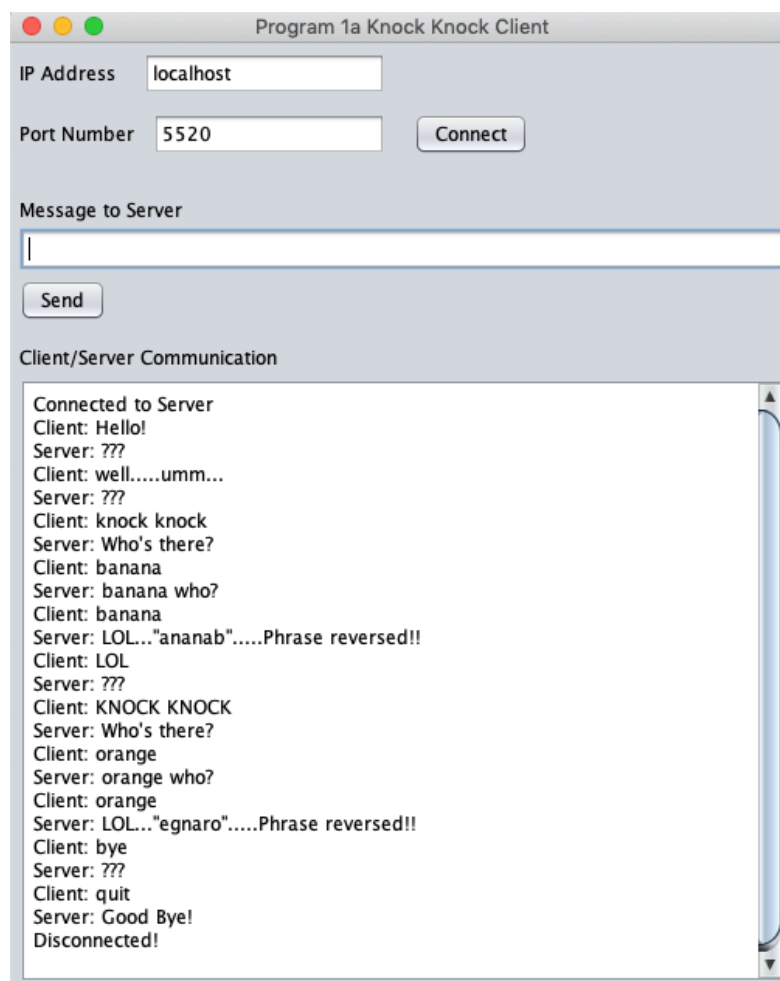 Program 1a Knock Knock Client
IP Address localhost
Port Number 5520 Connect
Message to Server
Send
Client/Server Communication
Connected to Server
Client: Hello!
Server: ???
Client: well.....umm...
Server: ???
Client: knock knock
Server: Who's there?
Client: banana
Server: banana who?
Client: banana
Server: LOL..."ananab".....Phrase reversed!!
Client: LOL
Server: ???
Client: KNOCK KNOCK
Server: Who's there?
Client: orange
Server: orange who?
Client: orange
Server: LOL..."egnaro".....Phrase reversed!!
Client: bye
Server: ???
Client: quit
Server: Good Bye!
Disconnected!